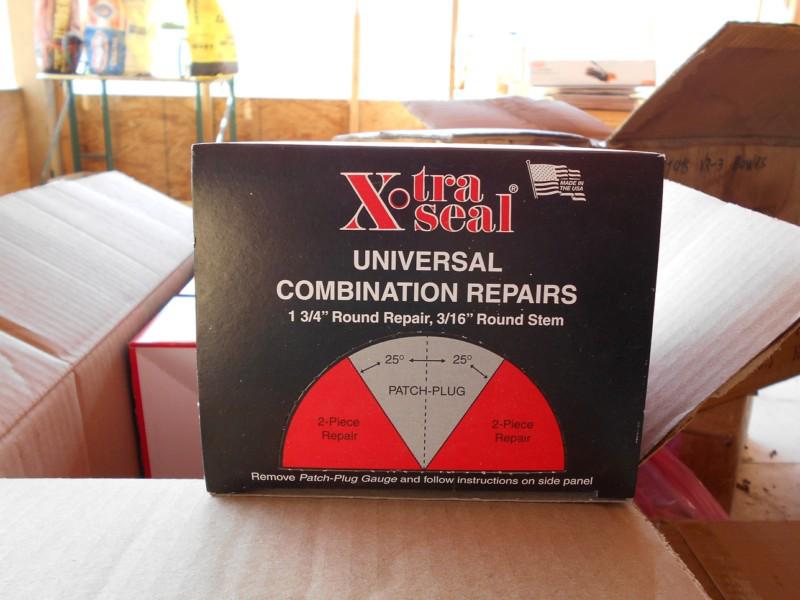 X•tra seal®
MADE IN
THE USA
UNIVERSAL
COMBINATION REPAIRS
1 3/4" Round Repair, 3/16" Round Stem
25° 25°
PATCH-PLUG
2-Piece
Repair
2-Piece
Repair
Remove Patch-Plug Gauge and follow instructions on side panel